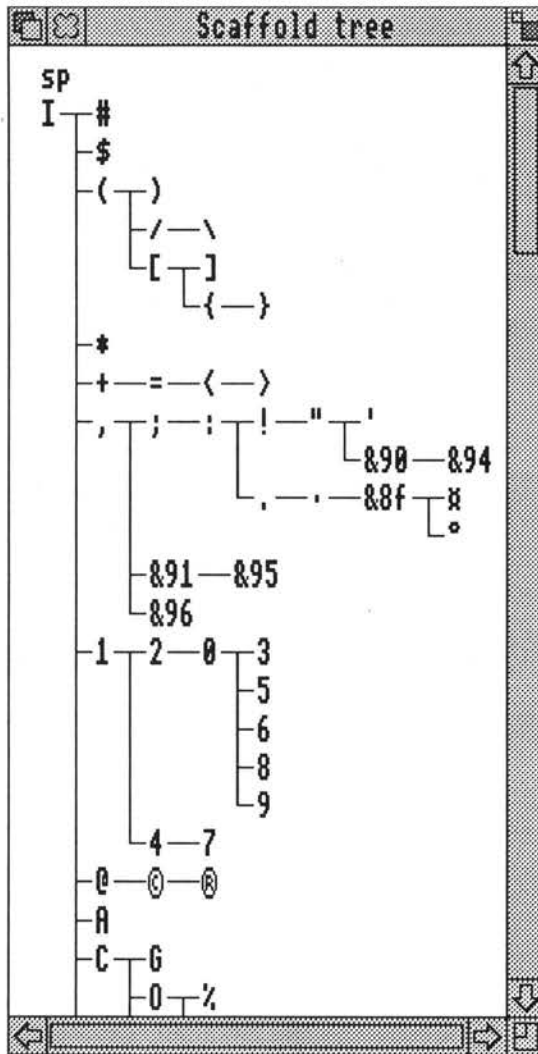 Scaffold tree
sp
I #
$
( )
/ \
[ ]
{ }
*
+ = < >
, ; : ! " '
&90 &94
. · &8f ¤
°
&91 &95
&96
1 2 0 3
5
6
8
9
4 7
@ © ®
A
C G
O %